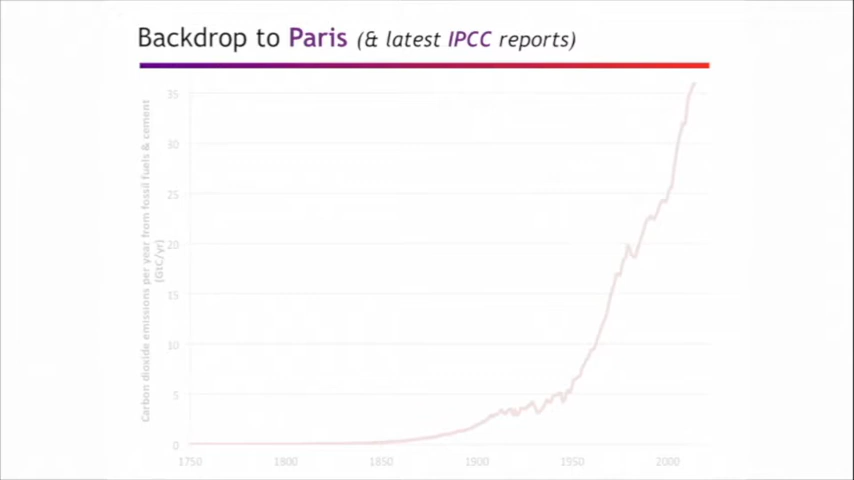 Backdrop to Paris (& latest IPCC reports)
Carbon dioxide emissions per year from fossil fuels & cement
(GtC/yr)
35
30
25
20
15
10
5
0
1750 1800 1850 1900 1950 2000